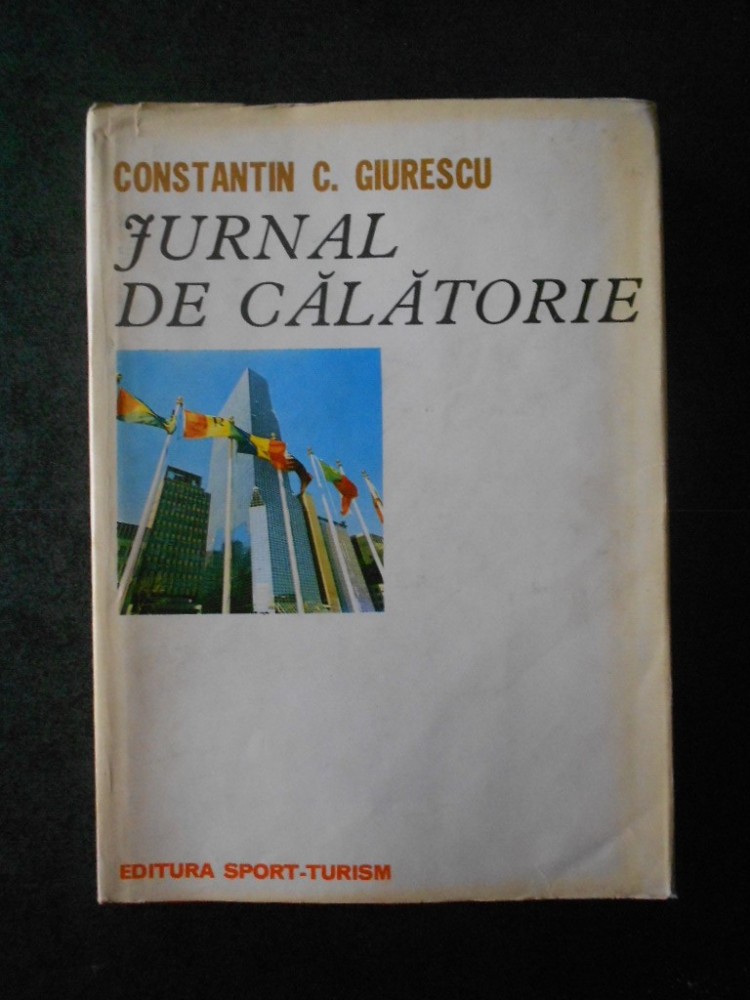 CONSTANTIN C. GIURESCU
JURNAL
DE CĂLĂTORIE
EDITURA SPORT-TURISM